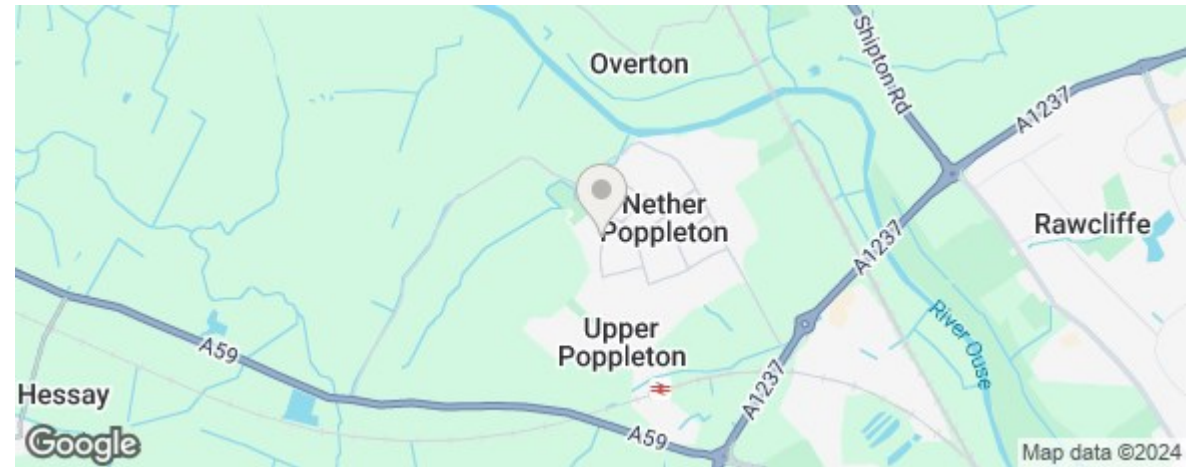 Overton
Shipton Rd
A1237
Nether
Poppleton
Rawcliffe
A1237
Upper
Poppleton
River Ouse
A59
Hessay
A1237
A59
Google
Map data ©2024